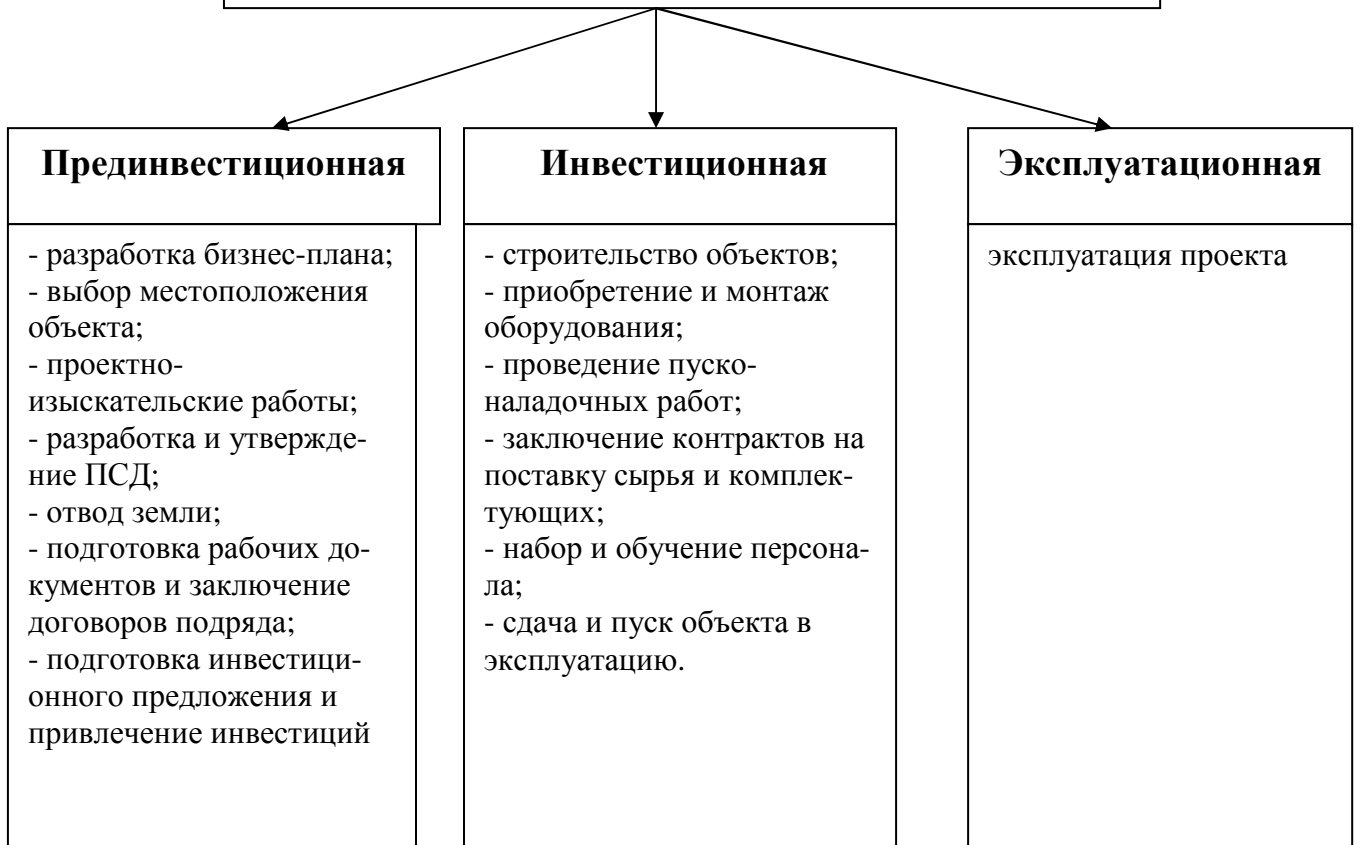 Прединвестиционная
- разработка бизнес-плана;
- выбор местоположения
объекта;
- проектно-
изыскательские работы;
- разработка и утвержде-
ние ПСД;
- отвод земли;
- подготовка рабочих до-
кументов и заключение
договоров подряда;
- подготовка инвестици-
онного предложения и
привлечение инвестиций
Инвестиционная
- строительство объектов;
- приобретение и монтаж
оборудования;
- проведение пуско-
наладочных работ;
- заключение контрактов на
поставку сырья и комплек-
тующих;
- набор и обучение персона-
ла;
- сдача и пуск объекта в
эксплуатацию.
Эксплуатационная
эксплуатация проекта